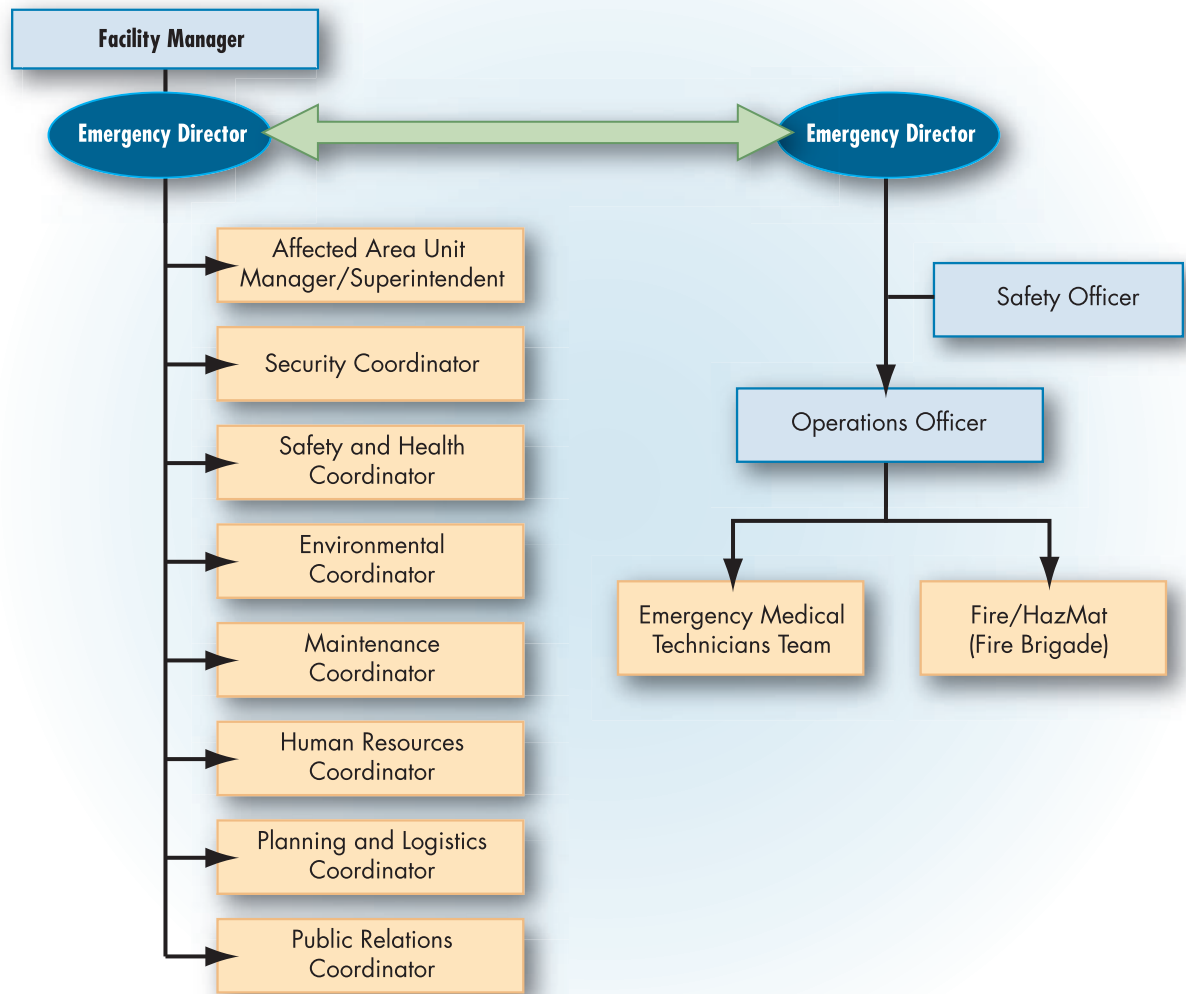 Facility Manager
Emergency Director
Affected Area Unit
Manager/Superintendent
Security Coordinator
Safety and Health
Coordinator
Environmental
Coordinator
Maintenance
Coordinator
Human Resources
Coordinator
Planning and Logistics
Coordinator
Public Relations
Coordinator
Emergency Director
Safety Officer
Operations Officer
Emergency Medical
Technicians Team
Fire/HazMat
(Fire Brigade)